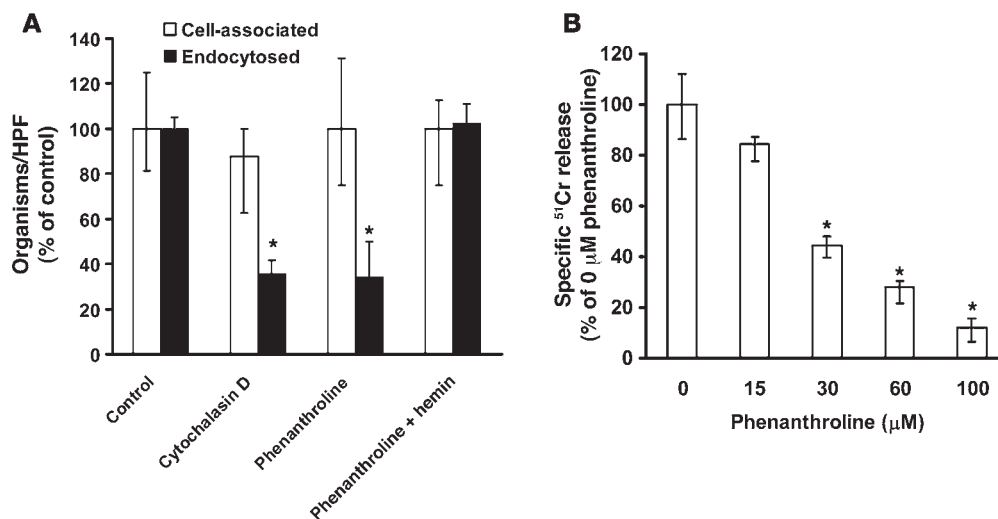 A
Cell-associated
Endocytosed
Organisms/HPF
(% of control)
140
120
100
80
60
40
20
0
*
*
Control
Cytochalasin D
Phenanthroline
Phenanthroline + hemin
B
Specific ⁵¹Cr release
(% of 0 μM phenanthroline)
120
100
80
60
40
20
0
*
*
*
0 15 30 60 100
Phenanthroline (μM)